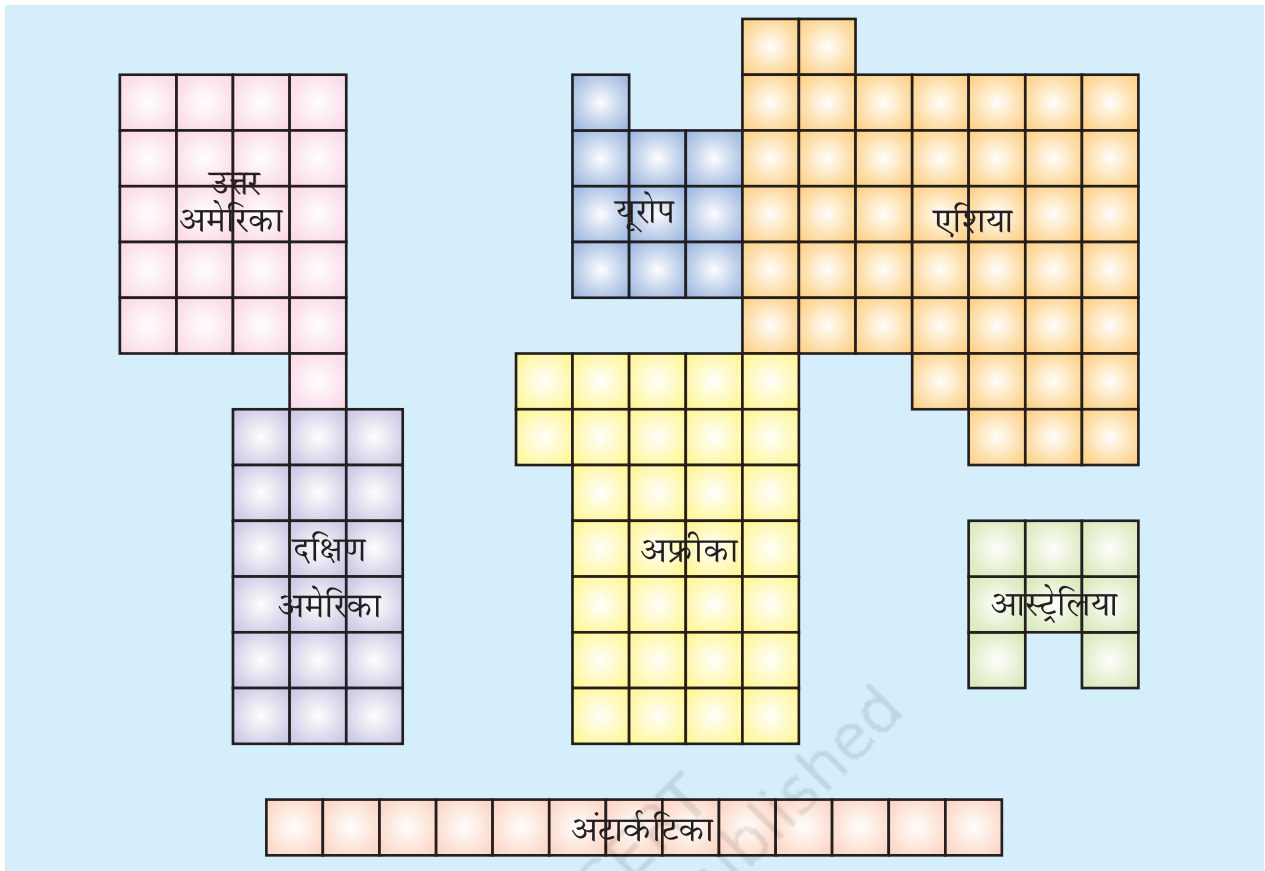 उत्तर
अमेरिका
यूरोप
एशिया
दक्षिण
अमेरिका
अफ्रीका
आस्ट्रेलिया
अंटार्कटिका